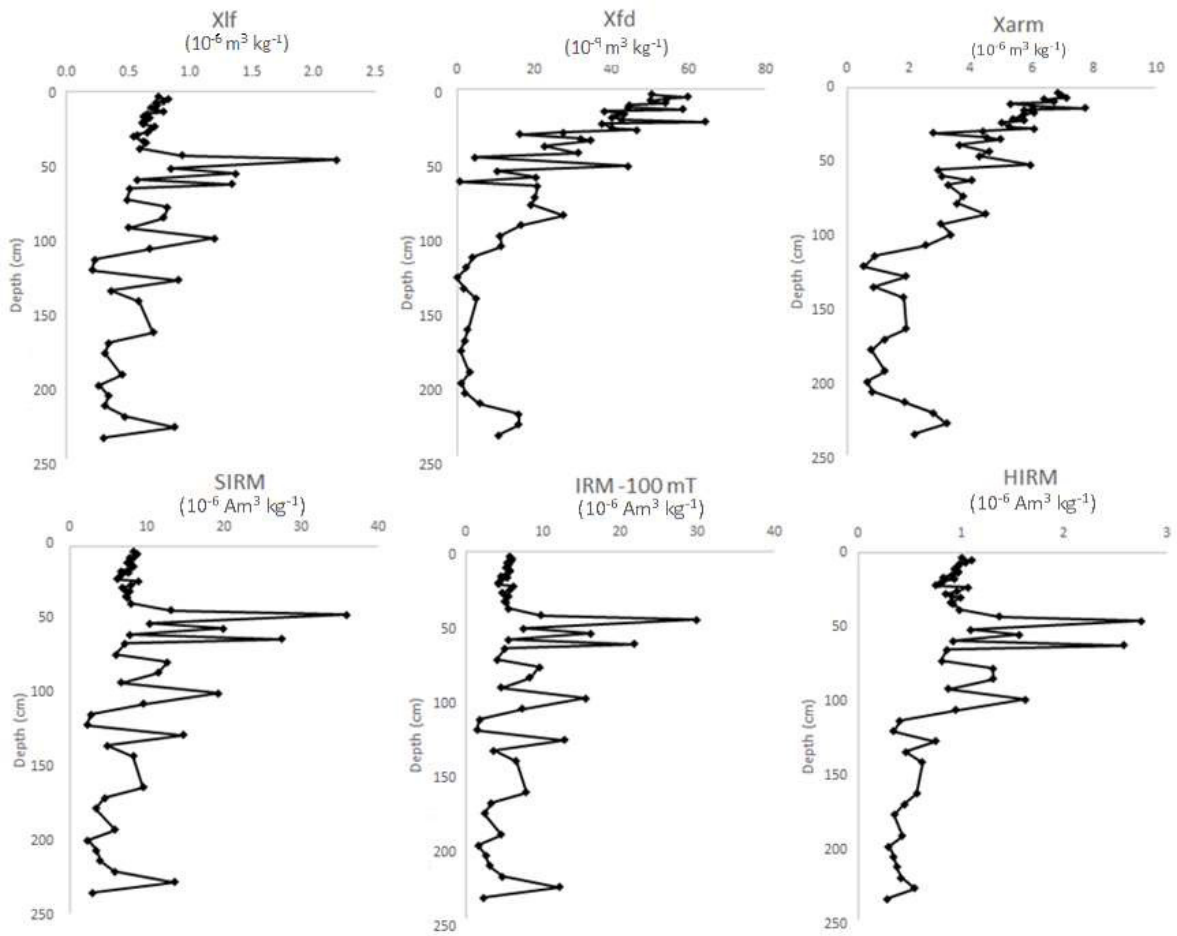 Xlf
(10⁻⁶ m³ kg⁻¹)
0.0 0.5 1.0 1.5 2.0 2.5
0
50
100
150
200
250
Depth (cm)
Xfd
(10⁻⁹ m³ kg⁻¹)
0 20 40 60 80
0
50
100
150
200
250
Depth (cm)
Xarm
(10⁻⁶ m³ kg⁻¹)
0 2 4 6 8 10
0
50
100
150
200
250
Depth (cm)
SIRM
(10⁻⁶ Am³ kg⁻¹)
0 10 20 30 40
0
50
100
150
200
250
Depth (cm)
IRM -100 mT
(10⁻⁶ Am³ kg⁻¹)
0 10 20 30 40
0
50
100
150
200
250
Depth (cm)
HIRM
(10⁻⁶ Am³ kg⁻¹)
0 1 2 3
0
50
100
150
200
250
Depth (cm)